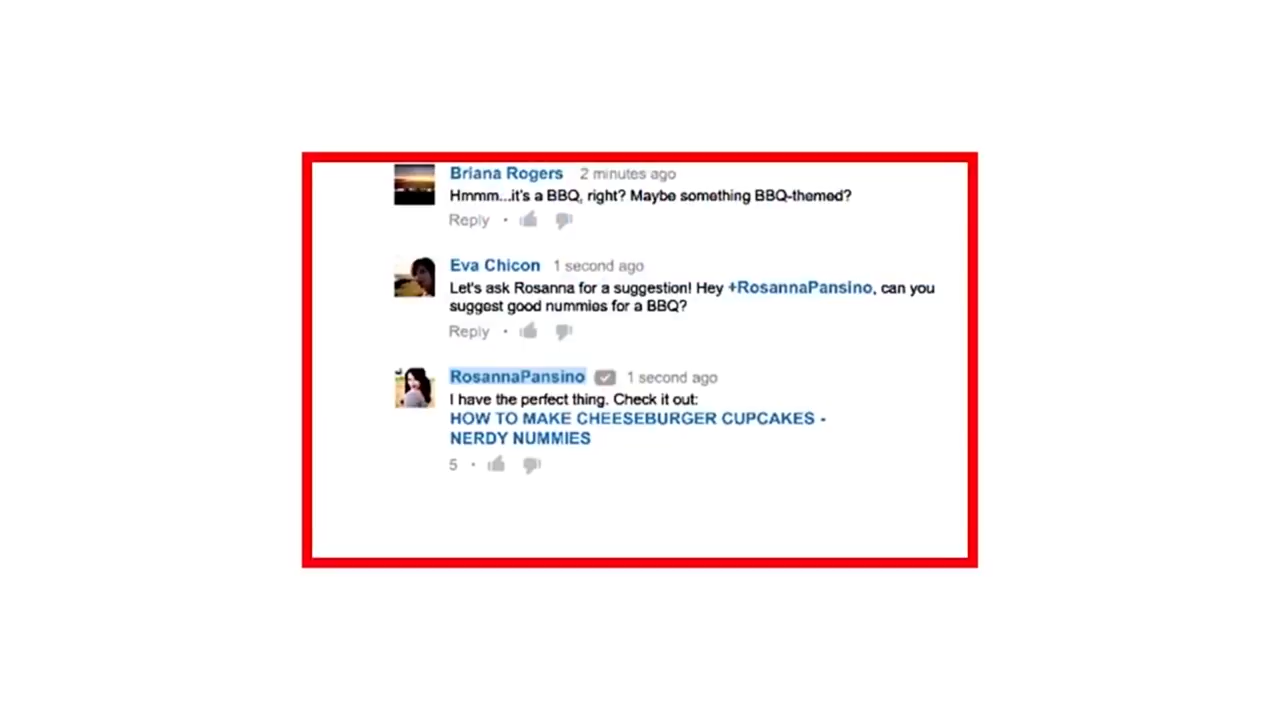 Briana Rogers 2 minutes ago
Hmmm...it's a BBQ, right? Maybe something BBQ-themed?
Reply •
Eva Chicon 1 second ago
Let's ask Rosanna for a suggestion! Hey +RosannaPansino, can you
suggest good nummies for a BBQ?
Reply •
RosannaPansino 1 second ago
I have the perfect thing. Check it out:
HOW TO MAKE CHEESEBURGER CUPCAKES -
NERDY NUMMIES
5 •